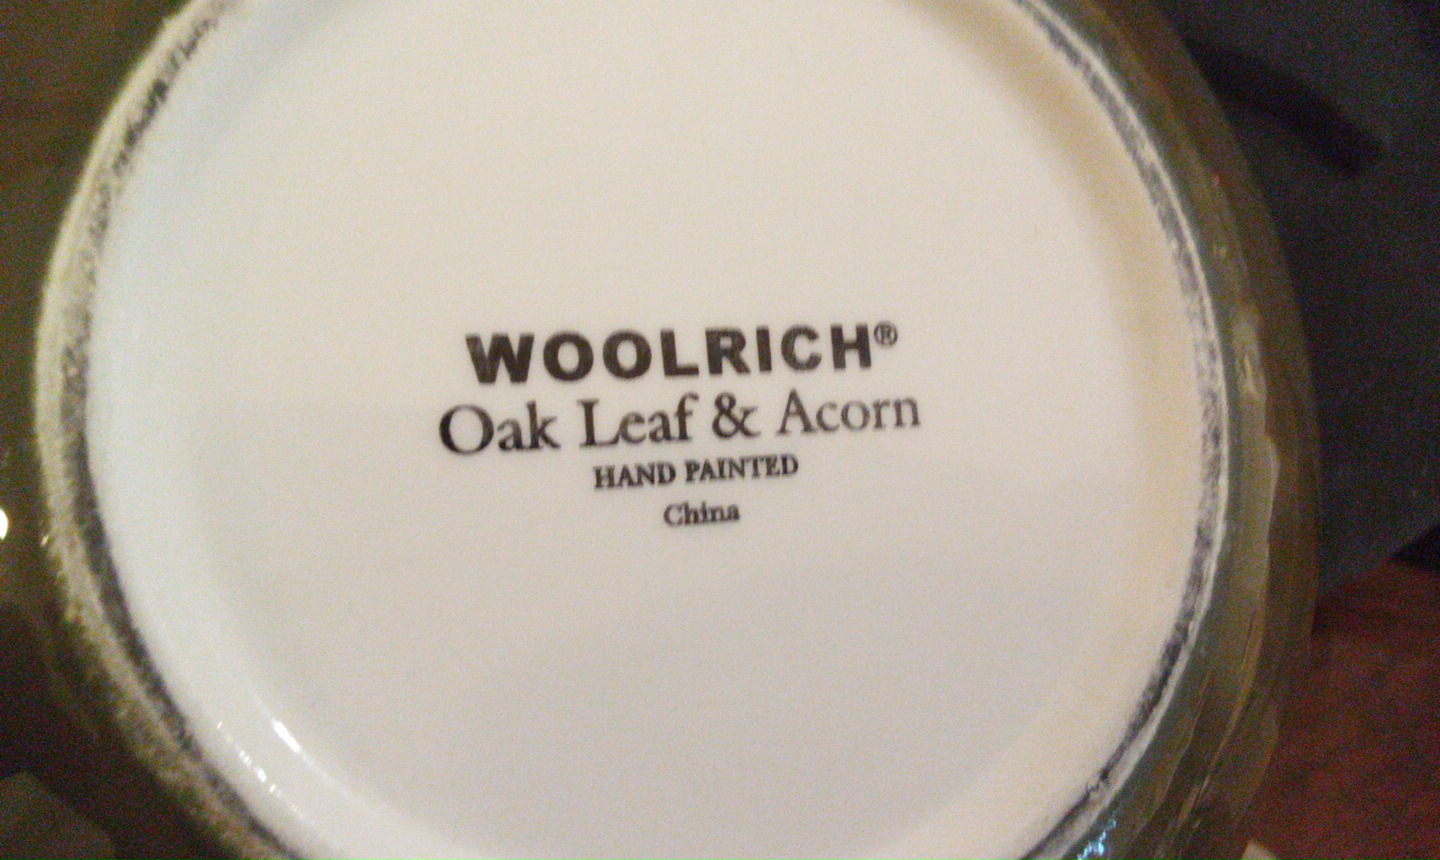 WOOLRICH®
Oak Leaf & Acorn
HAND PAINTED
China